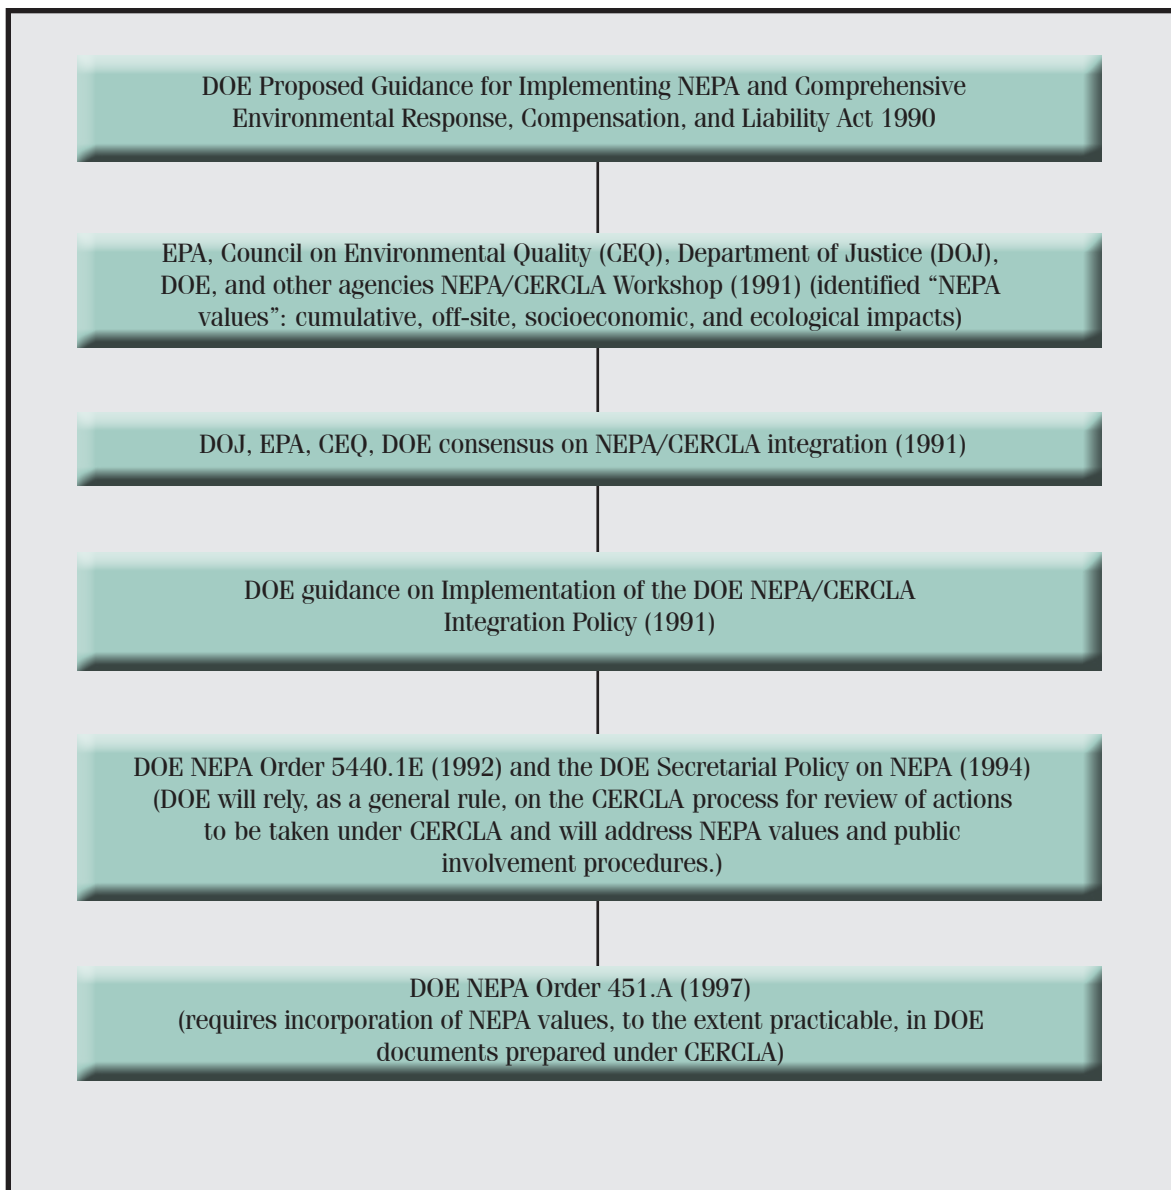 DOE Proposed Guidance for Implementing NEPA and Comprehensive
Environmental Response, Compensation, and Liability Act 1990
EPA, Council on Environmental Quality (CEQ), Department of Justice (DOJ),
DOE, and other agencies NEPA/CERCLA Workshop (1991) (identified “NEPA
values”: cumulative, off-site, socioeconomic, and ecological impacts)
DOJ, EPA, CEQ, DOE consensus on NEPA/CERCLA integration (1991)
DOE guidance on Implementation of the DOE NEPA/CERCLA
Integration Policy (1991)
DOE NEPA Order 5440.1E (1992) and the DOE Secretarial Policy on NEPA (1994)
(DOE will rely, as a general rule, on the CERCLA process for review of actions
to be taken under CERCLA and will address NEPA values and public
involvement procedures.)
DOE NEPA Order 451.A (1997)
(requires incorporation of NEPA values, to the extent practicable, in DOE
documents prepared under CERCLA)